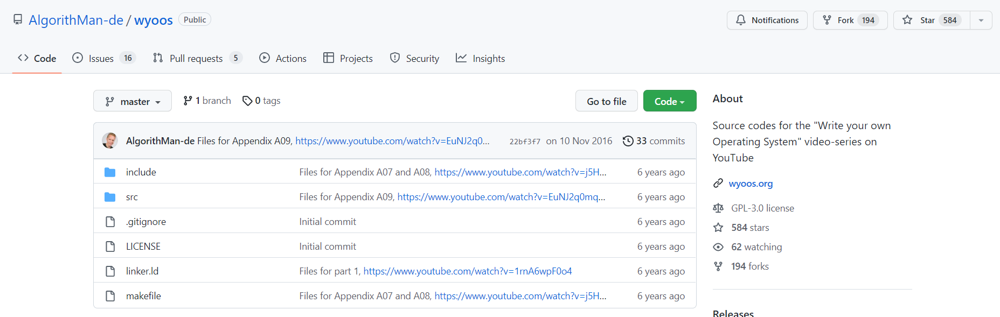 AlgorithMan-de / wyoos Public
Notifications Fork 194 Star 584
Code Issues 16 Pull requests 5 Actions Projects Security Insights
master 1 branch 0 tags Go to file Code
AlgorithMan-de Files for Appendix A09, https://www.youtube.com/watch?v=EuNJ2q0... 22bf3f7 on 10 Nov 2016 33 commits
include Files for Appendix A07 and A08, https://www.youtube.com/watch?v=j5H... 6 years ago
src Files for Appendix A09, https://www.youtube.com/watch?v=EuNJ2q0mq... 6 years ago
.gitignore Initial commit 6 years ago
LICENSE Initial commit 6 years ago
linker.ld Files for part 1, https://www.youtube.com/watch?v=1rnA6wpF0o4 6 years ago
makefile Files for Appendix A07 and A08, https://www.youtube.com/watch?v=j5H... 6 years ago
About
Source codes for the "Write your own
Operating System" video-series on
YouTube
wyoos.org
GPL-3.0 license
584 stars
62 watching
194 forks
Releases